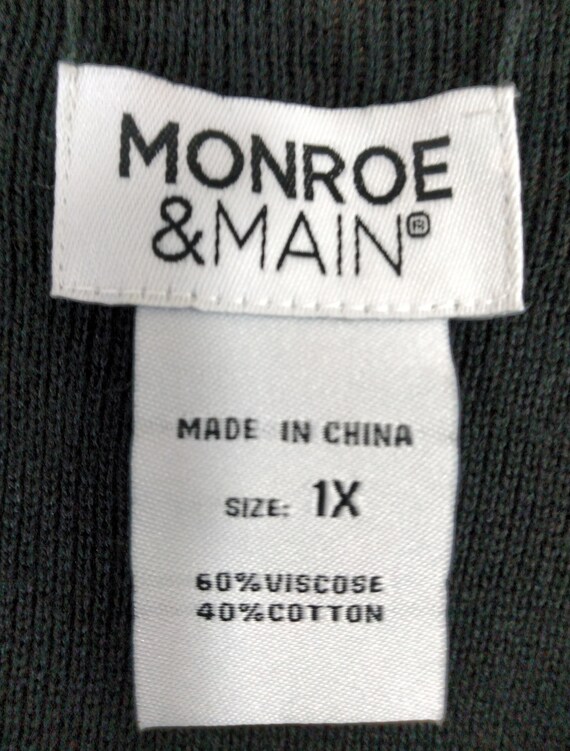 MONROE
&MAIN®
MADE IN CHINA
SIZE: 1X
60%VISCOSE
40%COTTON